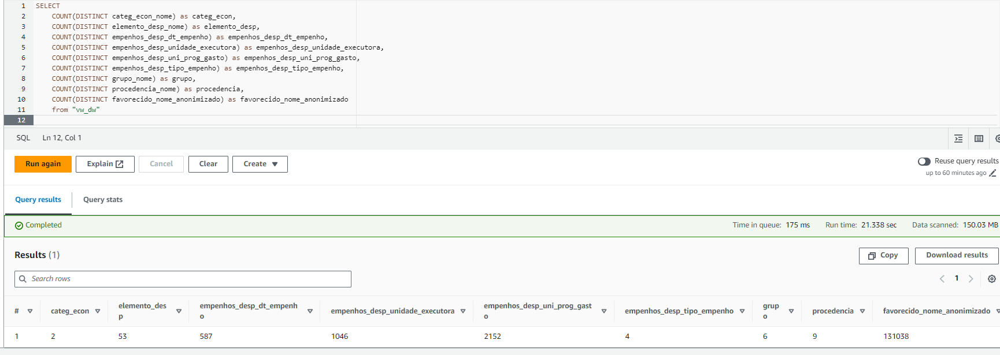 1 SELECT
2 COUNT(DISTINCT categ_econ_nome) as categ_econ,
3 COUNT(DISTINCT elemento_desp_nome) as elemento_desp,
4 COUNT(DISTINCT empenhos_desp_dt_empenho) as empenhos_desp_dt_empenho,
5 COUNT(DISTINCT empenhos_desp_unidade_executora) as empenhos_desp_unidade_executora,
6 COUNT(DISTINCT empenhos_desp_uni_prog_gasto) as empenhos_desp_uni_prog_gasto,
7 COUNT(DISTINCT empenhos_desp_tipo_empenho) as empenhos_desp_tipo_empenho,
8 COUNT(DISTINCT grupo_nome) as grupo,
9 COUNT(DISTINCT procedencia_nome) as procedencia,
10 COUNT(DISTINCT favorecido_nome_anonimizado) as favorecido_nome_anonimizado
11 from "vw_dw"
12
SQL Ln 12, Col 1
Run again Explain Cancel Clear Create Reuse query results
up to 60 minutes ago
Query results Query stats
Completed Time in queue: 175 ms Run time: 21.338 sec Data scanned: 150.03 MB
Results (1) Copy Download results
Search rows 1
# categ_econ elemento_des empenhos_desp_dt_empenh empenhos_desp_unidade_executora empenhos_desp_uni_prog_gast empenhos_desp_tipo_empenho grup procedencia favorecido_nome_anonimizado
p o o o
1 2 53 587 1046 2152 4 6 9 131038